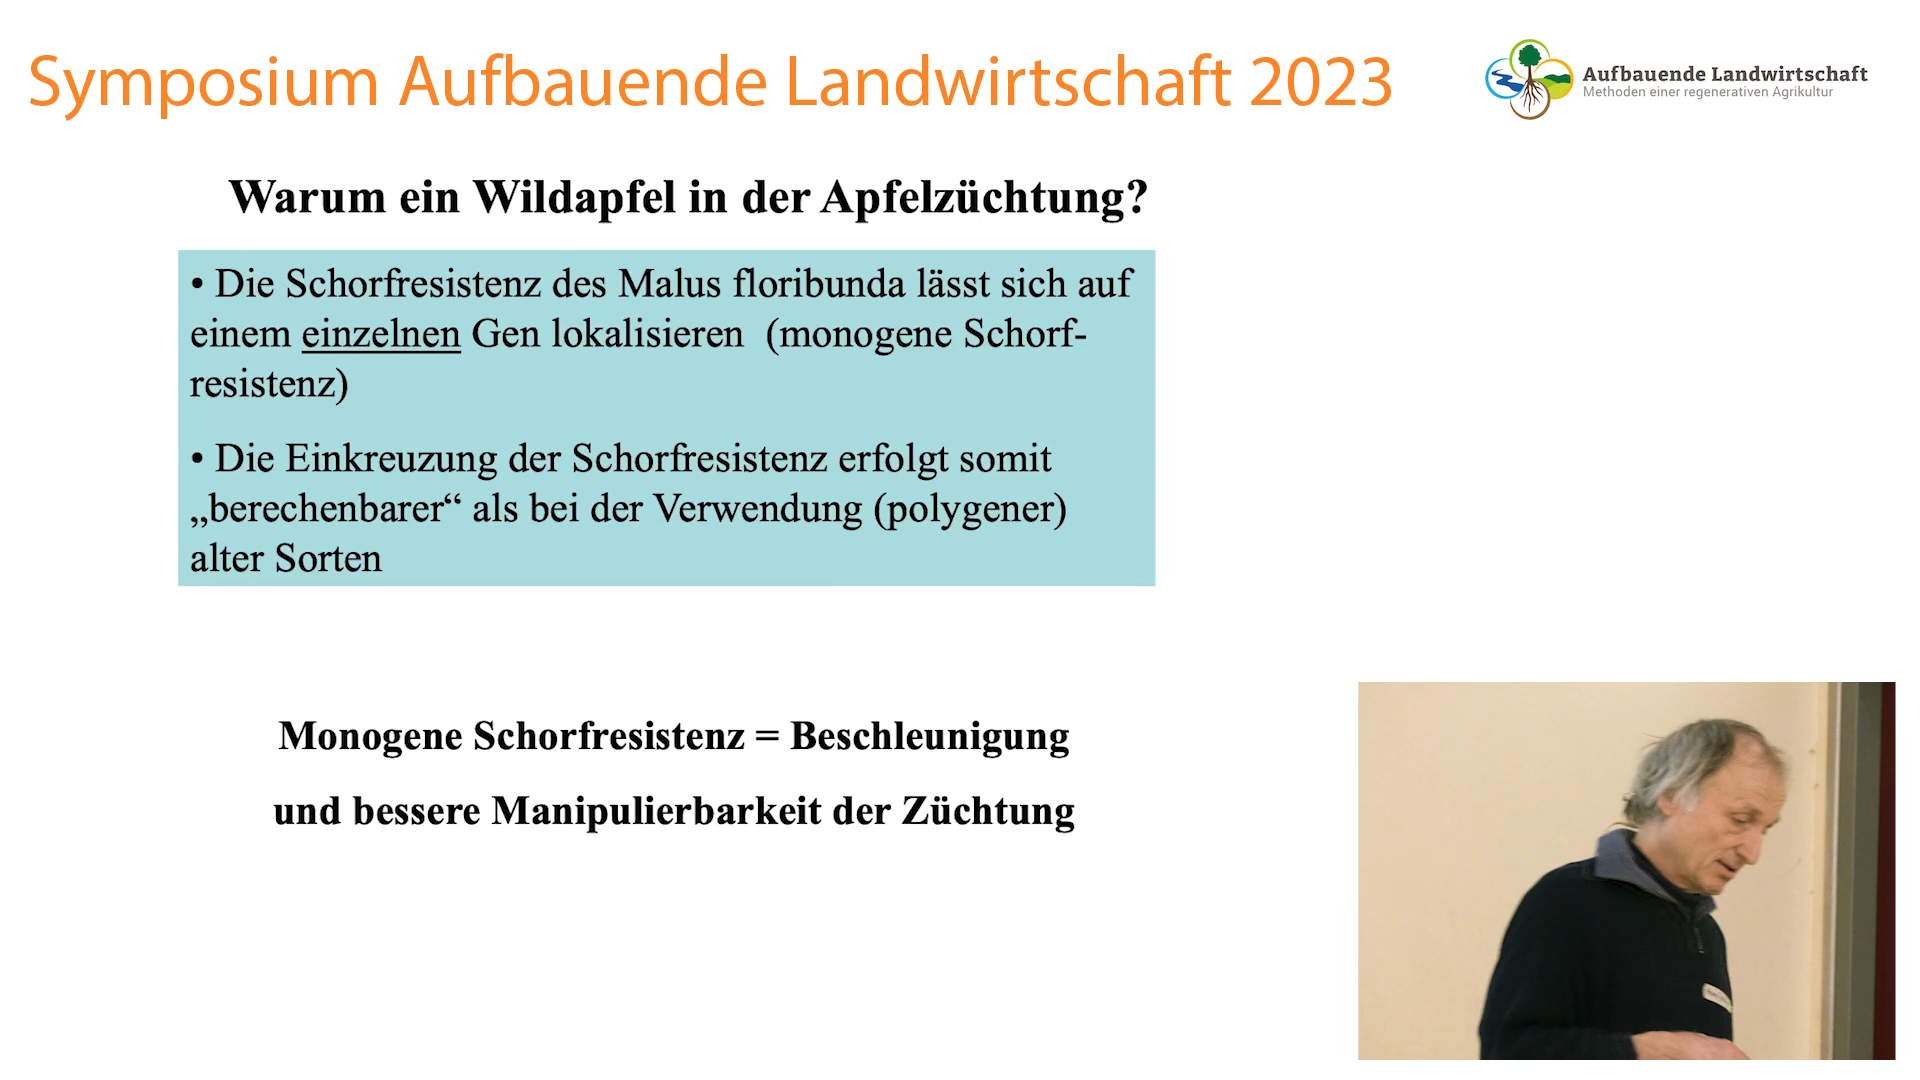 Symposium Aufbauende Landwirtschaft 2023
Aufbauende Landwirtschaft
Methoden einer regenerativen Agrikultur
Warum ein Wildapfel in der Apfelzüchtung?
• Die Schorfresistenz des Malus floribunda lässt sich auf
einem einzelnen Gen lokalisieren (monogene Schorf-
resistenz)
• Die Einkreuzung der Schorfresistenz erfolgt somit
„berechenbarer“ als bei der Verwendung (polygener)
alter Sorten
Monogene Schorfresistenz = Beschleunigung
und bessere Manipulierbarkeit der Züchtung